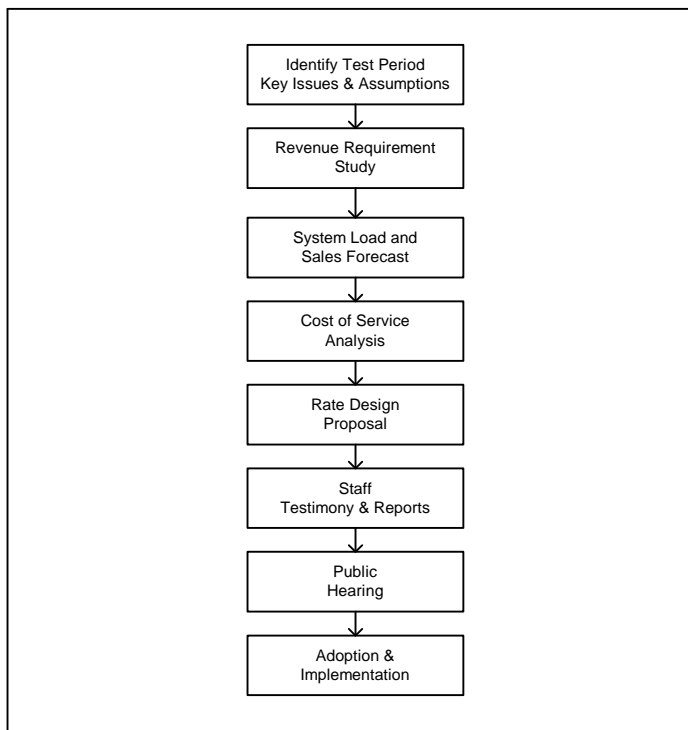 Identify Test Period
Key Issues & Assumptions
Revenue Requirement
Study
System Load and
Sales Forecast
Cost of Service
Analysis
Rate Design
Proposal
Staff
Testimony & Reports
Public
Hearing
Adoption &
Implementation